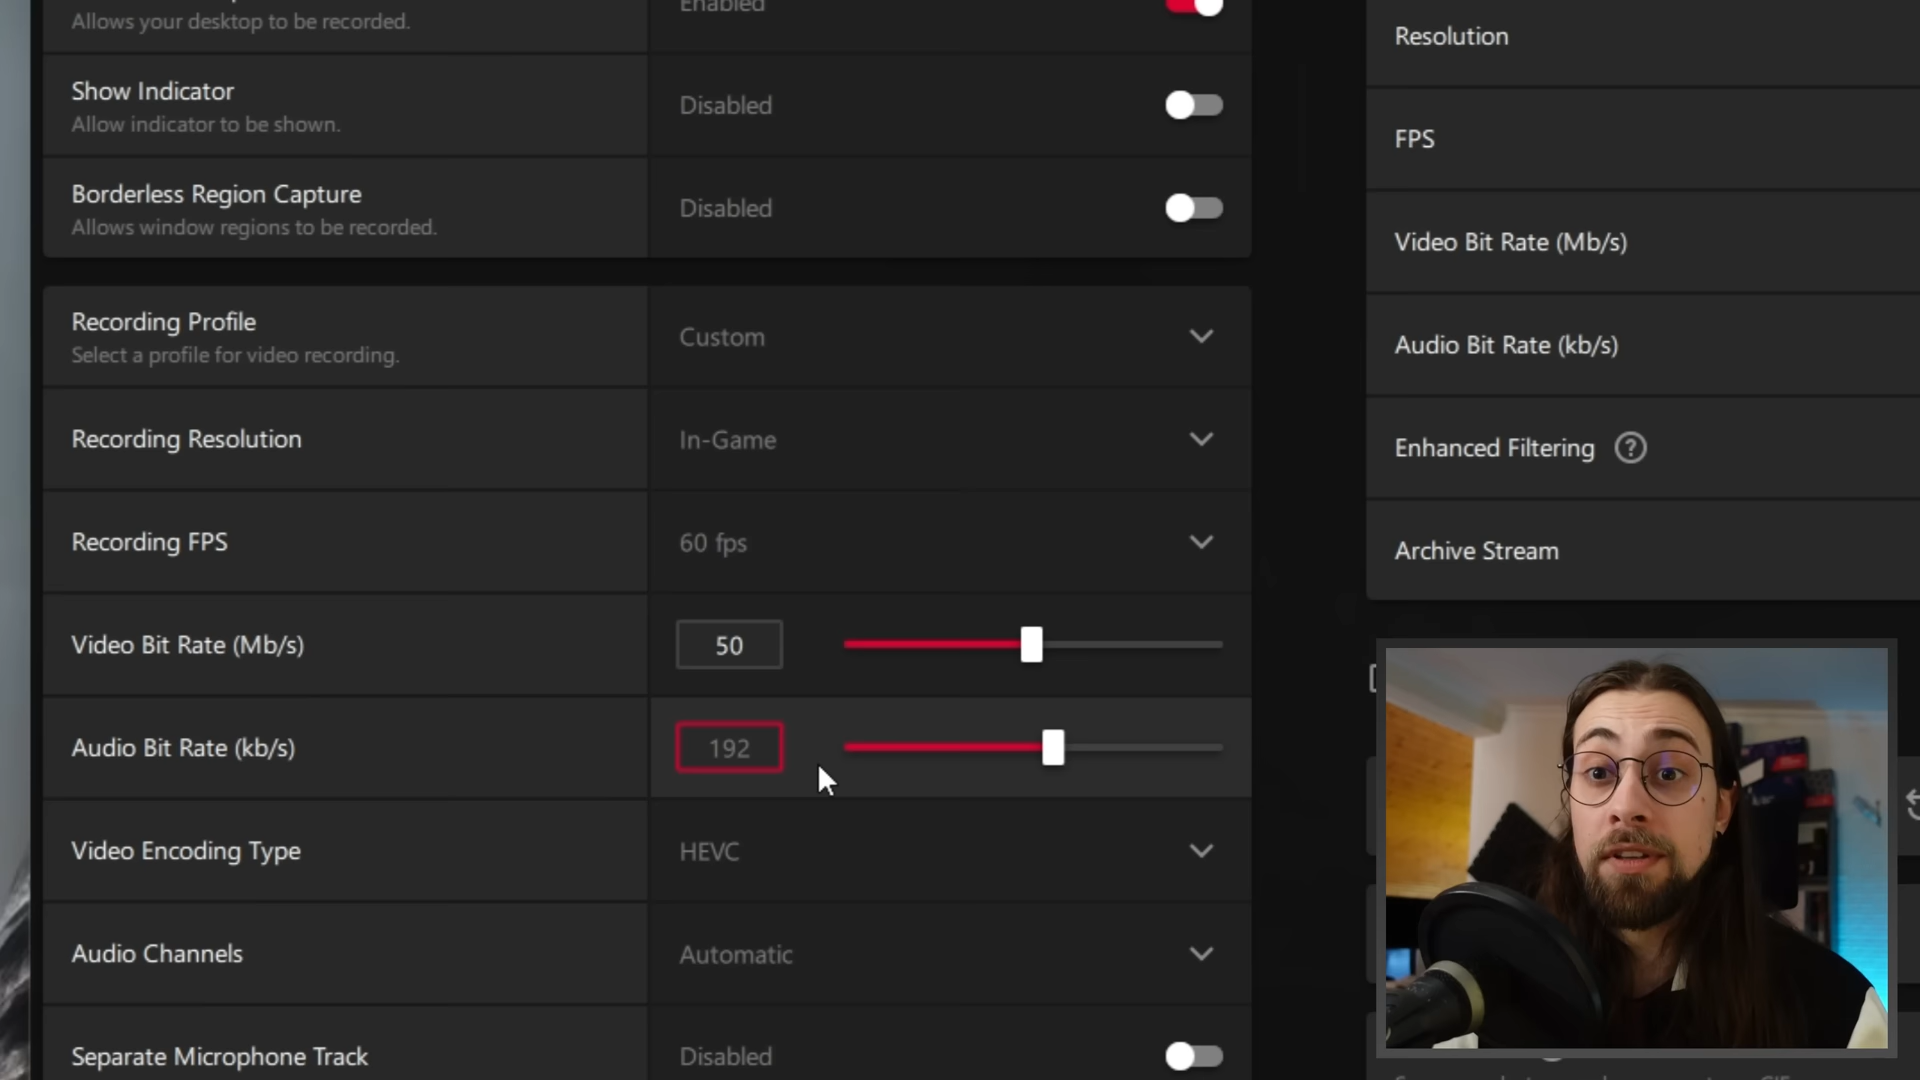 Enabled
Allows your desktop to be recorded.
Show Indicator
Disabled
Allow indicator to be shown.
Borderless Region Capture
Disabled
Allows window regions to be recorded.
Recording Profile
Custom
Select a profile for video recording.
Recording Resolution
In-Game
Recording FPS
60 fps
Video Bit Rate (Mb/s)
50
Audio Bit Rate (kb/s)
192
Video Encoding Type
HEVC
Audio Channels
Automatic
Separate Microphone Track
Disabled
Resolution
FPS
Video Bit Rate (Mb/s)
Audio Bit Rate (kb/s)
Enhanced Filtering ?
Archive Stream